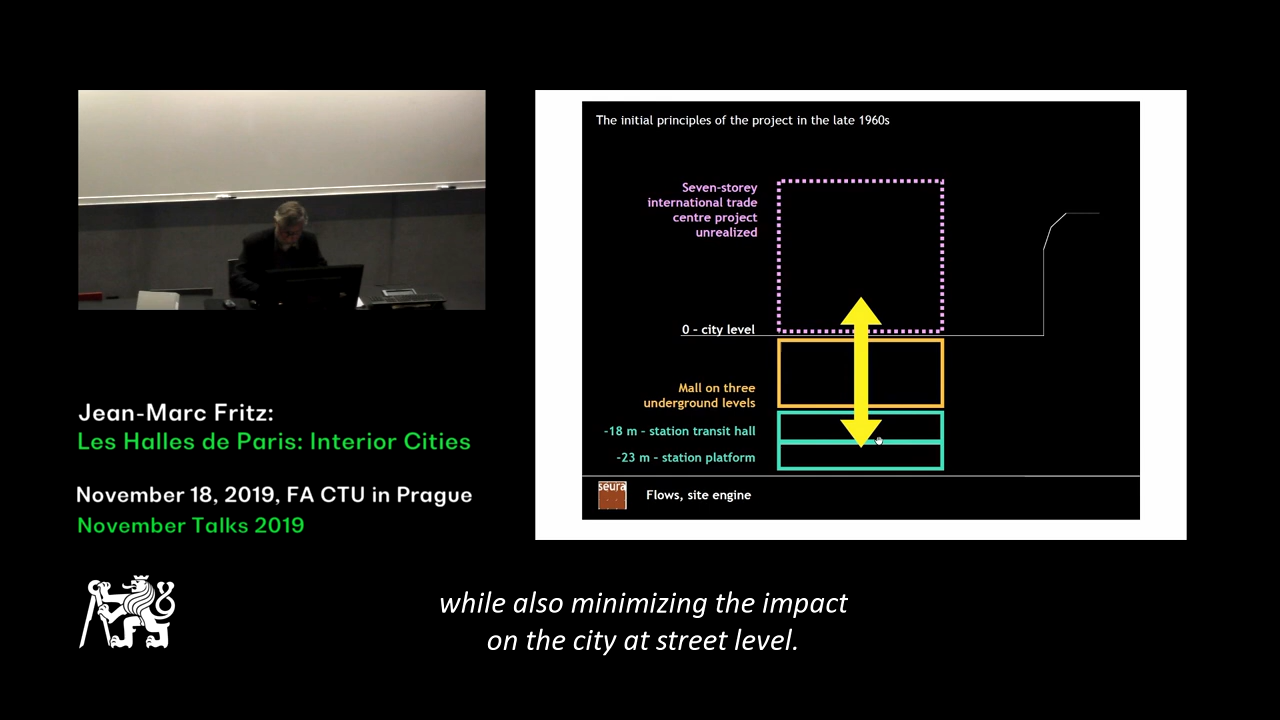 The initial principles of the project in the late 1960s
Seven-storey
international trade
centre project
unrealized
0 - city level
Mall on three
underground levels
-18 m - station transit hall
-23 m - station platform
seura
Flows, site engine
Jean-Marc Fritz:
Les Halles de Paris: Interior Cities
November 18, 2019, FA CTU in Prague
November Talks 2019
while also minimizing the impact
on the city at street level.